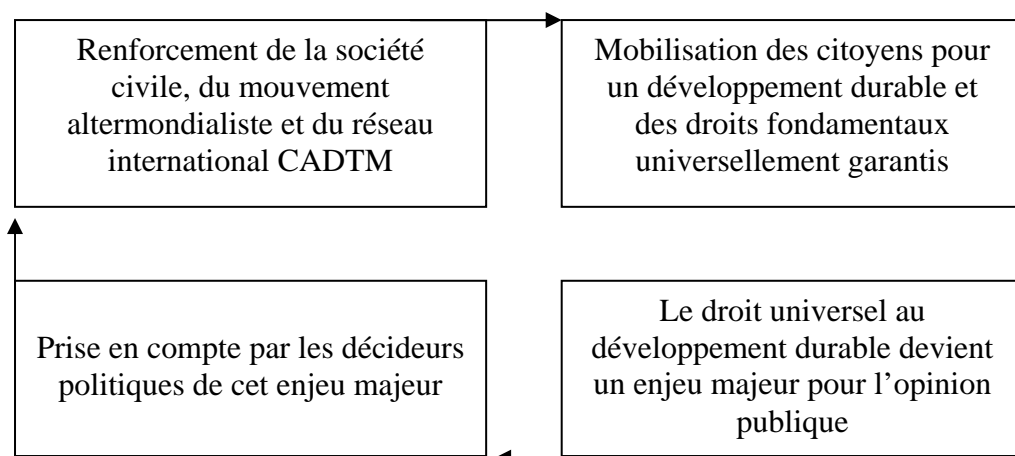 Renforcement de la société
civile, du mouvement
altermondialiste et du réseau
international CADTM
Mobilisation des citoyens pour
un développement durable et
des droits fondamentaux
universellement garantis
Prise en compte par les décideurs
politiques de cet enjeu majeur
Le droit universel au
développement durable devient
un enjeu majeur pour l’opinion
publique